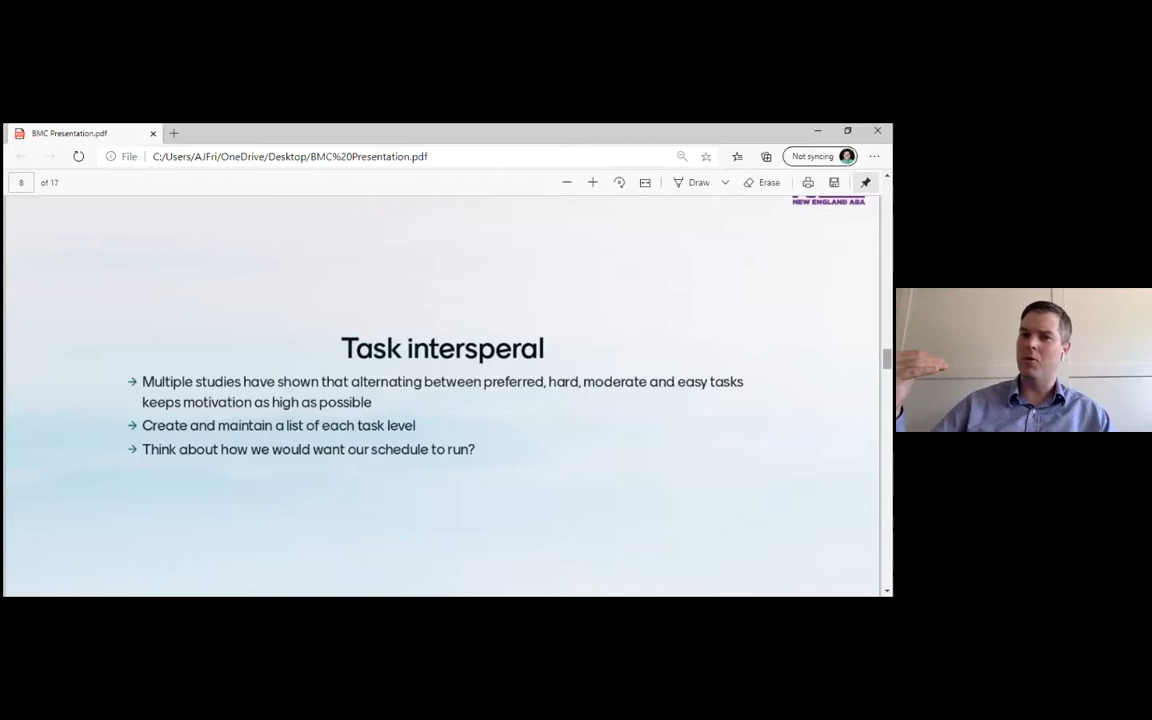 BMC Presentation.pdf
File
C:/Users/AJFri/OneDrive/Desktop/BMC%20Presentation.pdf
Not syncing
8
of 17
Draw
Erase
NEW ENGLAND ABA
Task intersperal
Multiple studies have shown that alternating between preferred, hard, moderate and easy tasks
keeps motivation as high as possible
Create and maintain a list of each task level
Think about how we would want our schedule to run?